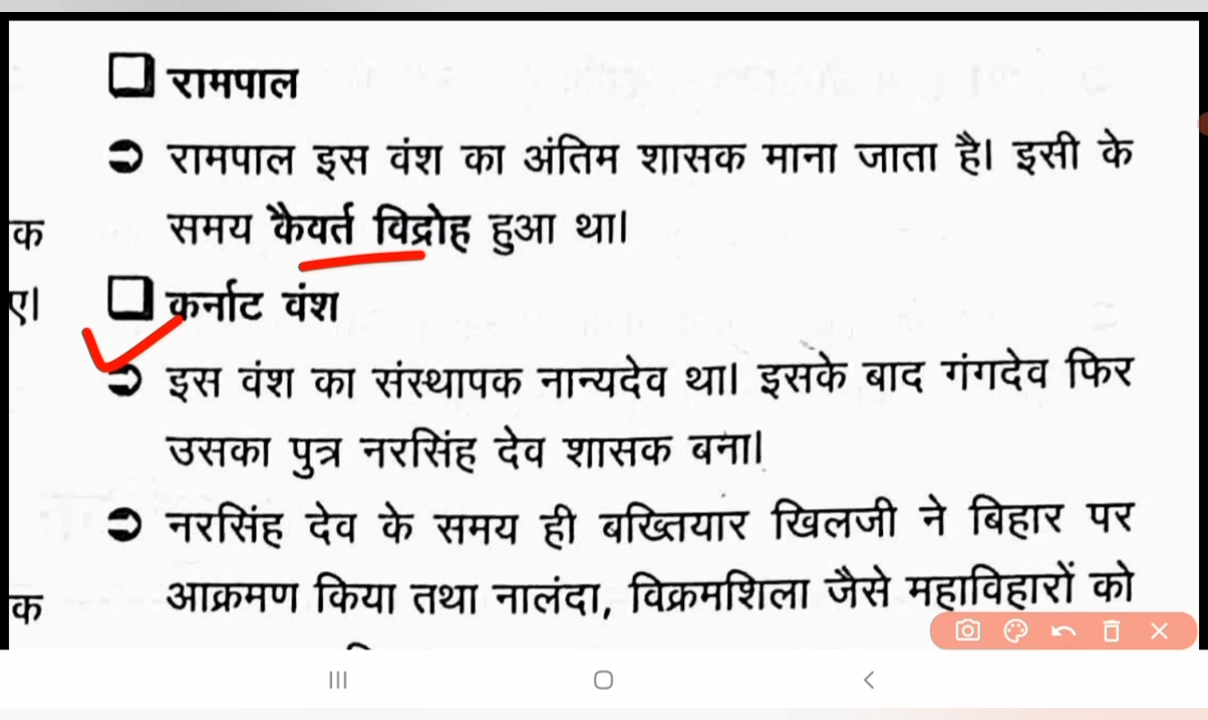 रामपाल
रामपाल इस वंश का अंतिम शासक माना जाता है। इसी के
समय कैवर्त विद्रोह हुआ था।
क
ए।
कर्नाट वंश
इस वंश का संस्थापक नान्यदेव था। इसके बाद गंगदेव फिर
उसका पुत्र नरसिंह देव शासक बना।
नरसिंह देव के समय ही बख्तियार खिलजी ने बिहार पर
आक्रमण किया तथा नालंदा, विक्रमशिला जैसे महाविहारों को
क